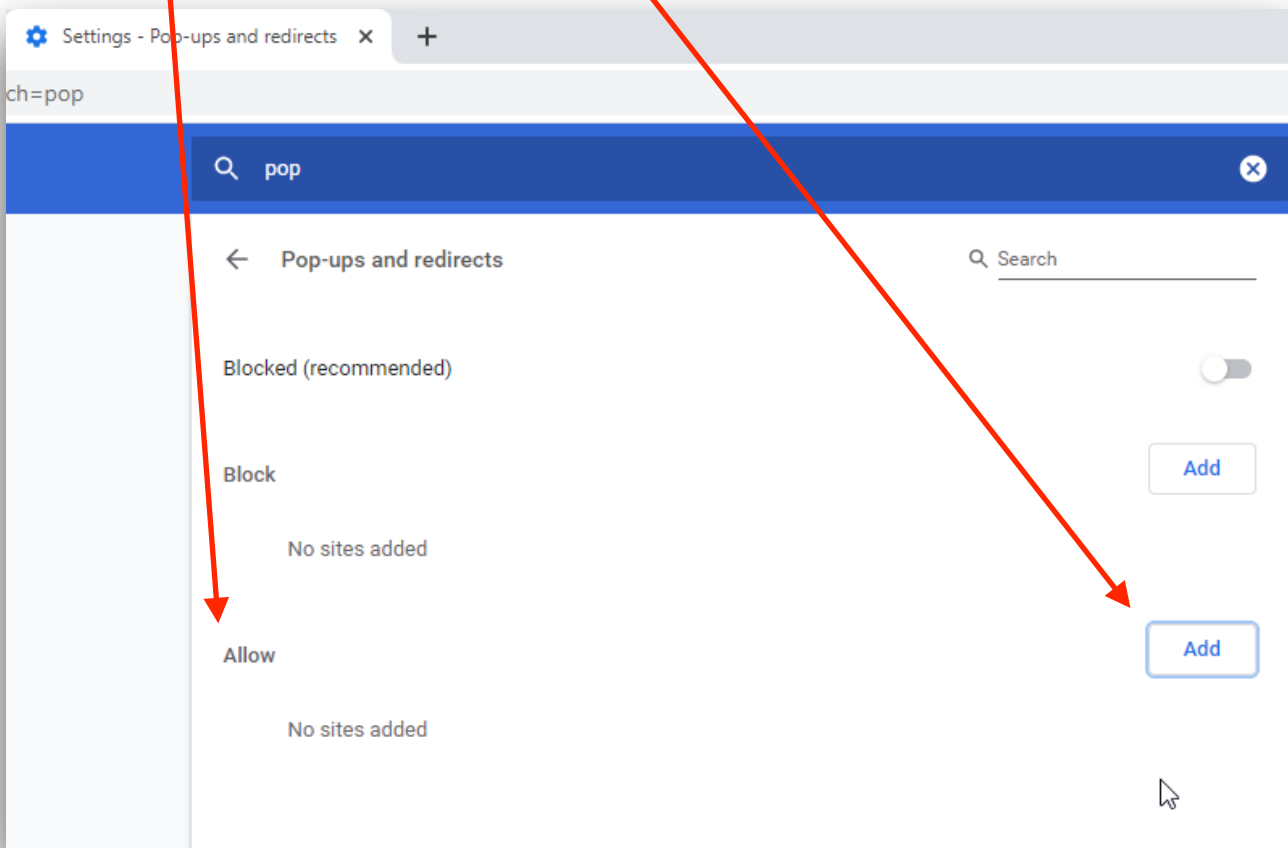 Settings - Pop-ups and redirects
ch=pop
pop
Pop-ups and redirects
Search
Blocked (recommended)
Block
Add
No sites added
Allow
Add
No sites added